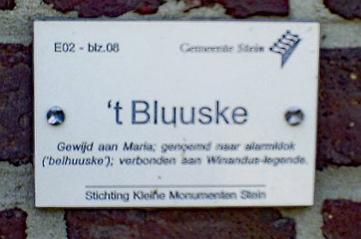 E02 - blz.08
Gemeente Stein
't Bluuske
Gewijd aan Maria; genoemd naar alarmklok
('belhuuske'); verbonden aan Winandus-legende.
Stichting Kleine Monumenten Stein